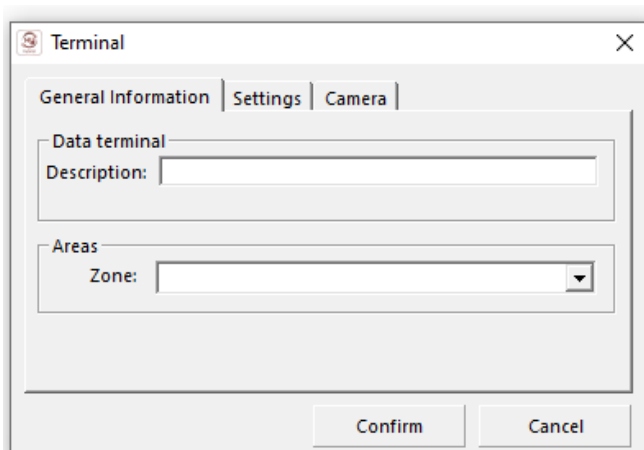 Terminal
General Information Settings Camera
Data terminal
Description:
Areas
Zone:
Confirm Cancel